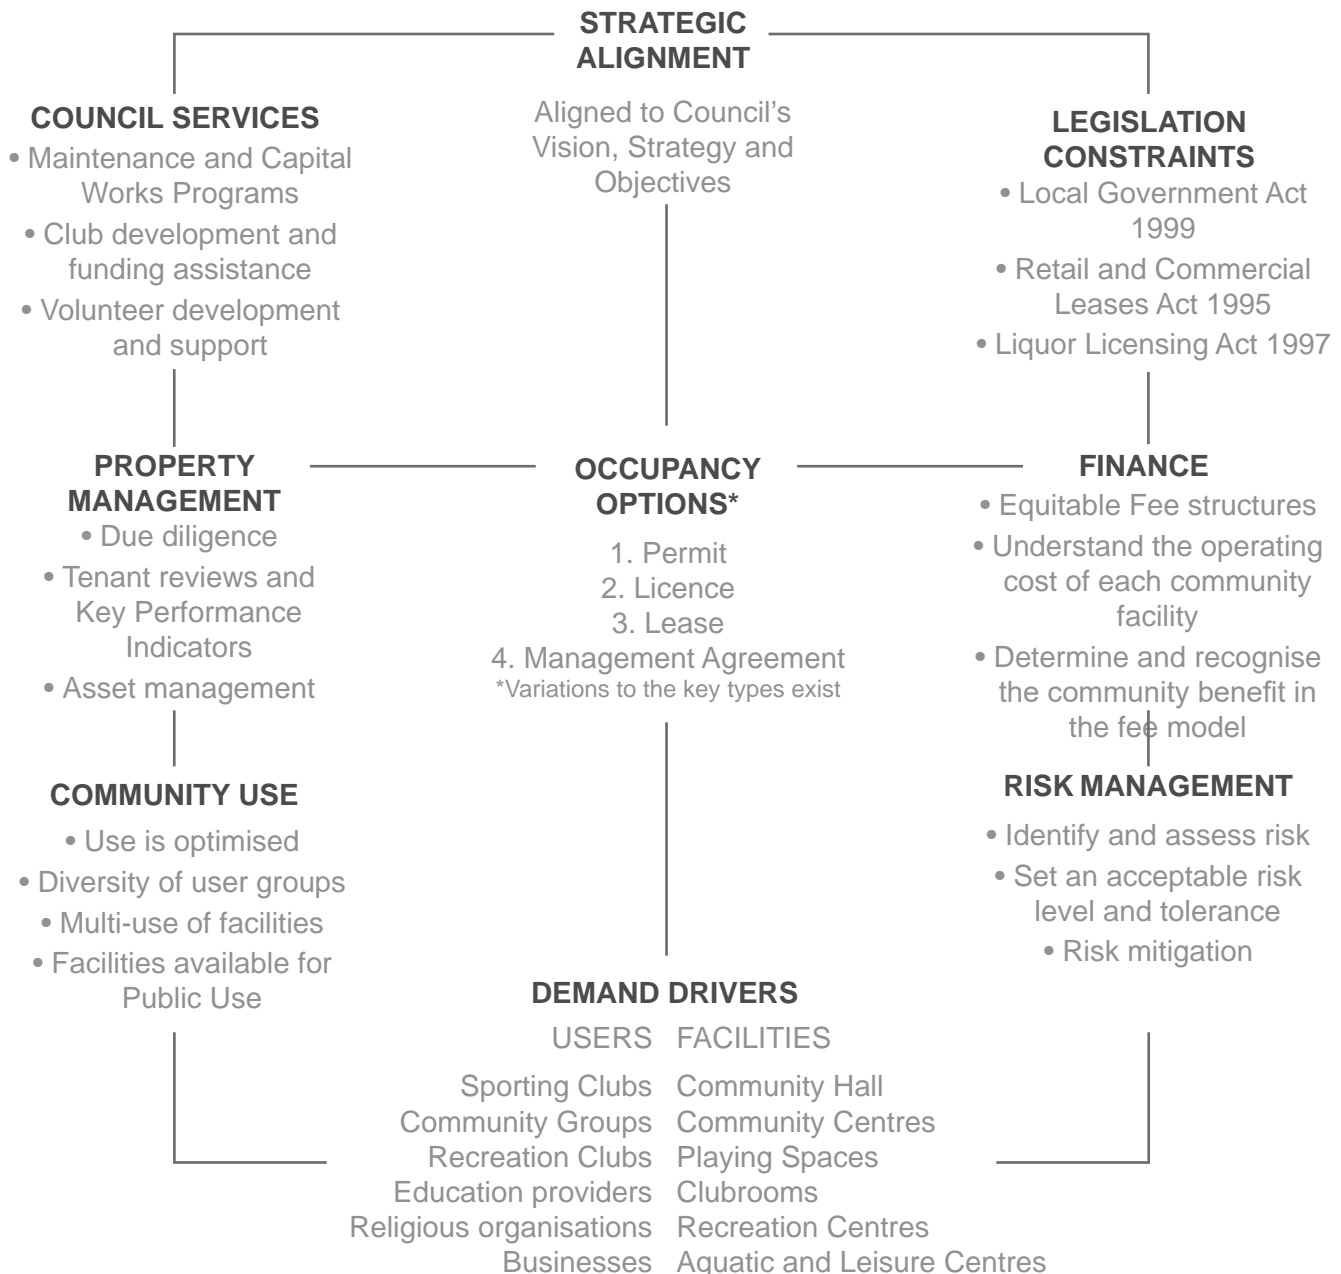 STRATEGIC
ALIGNMENT
Aligned to Council's
Vision, Strategy and
Objectives
COUNCIL SERVICES
• Maintenance and Capital
Works Programs
• Club development and
funding assistance
• Volunteer development
and support
LEGISLATION
CONSTRAINTS
• Local Government Act
1999
• Retail and Commercial
Leases Act 1995
• Liquor Licensing Act 1997
PROPERTY
MANAGEMENT
• Due diligence
• Tenant reviews and
Key Performance
Indicators
• Asset management
OCCUPANCY
OPTIONS*
1. Permit
2. Licence
3. Lease
4. Management Agreement
*Variations to the key types exist
FINANCE
• Equitable Fee structures
• Understand the operating
cost of each community
facility
• Determine and recognise
the community benefit in
the fee model
COMMUNITY USE
• Use is optimised
• Diversity of user groups
• Multi-use of facilities
• Facilities available for
Public Use
RISK MANAGEMENT
• Identify and assess risk
• Set an acceptable risk
level and tolerance
• Risk mitigation
DEMAND DRIVERS
USERS FACILITIES
Sporting Clubs Community Hall
Community Groups Community Centres
Recreation Clubs Playing Spaces
Education providers Clubrooms
Religious organisations Recreation Centres
Businesses Aquatic and Leisure Centres